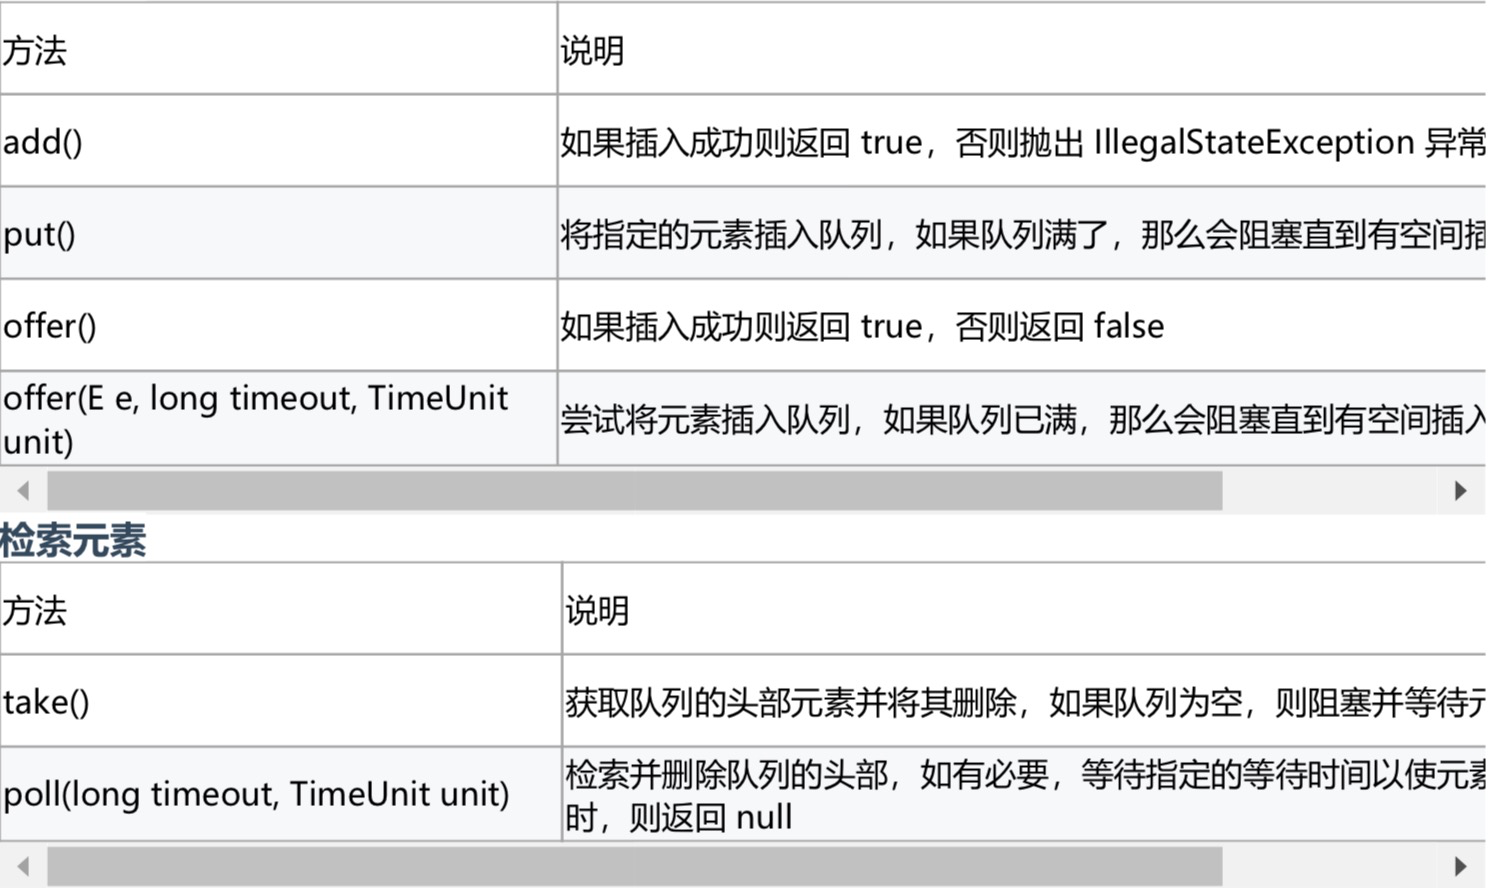 方法 说明
add() 如果插入成功则返回 true，否则抛出 IllegalStateException 异常
put() 将指定的元素插入队列，如果队列满了，那么会阻塞直到有空间插
offer() 如果插入成功则返回 true，否则返回 false
offer(E e, long timeout, TimeUnit
unit)
尝试将元素插入队列，如果队列已满，那么会阻塞直到有空间插入
检索元素
方法 说明
take() 获取队列的头部元素并将其删除，如果队列为空，则阻塞并等待元
poll(long timeout, TimeUnit unit)
检索并删除队列的头部，如有必要，等待指定的等待时间以使元素
时，则返回 null